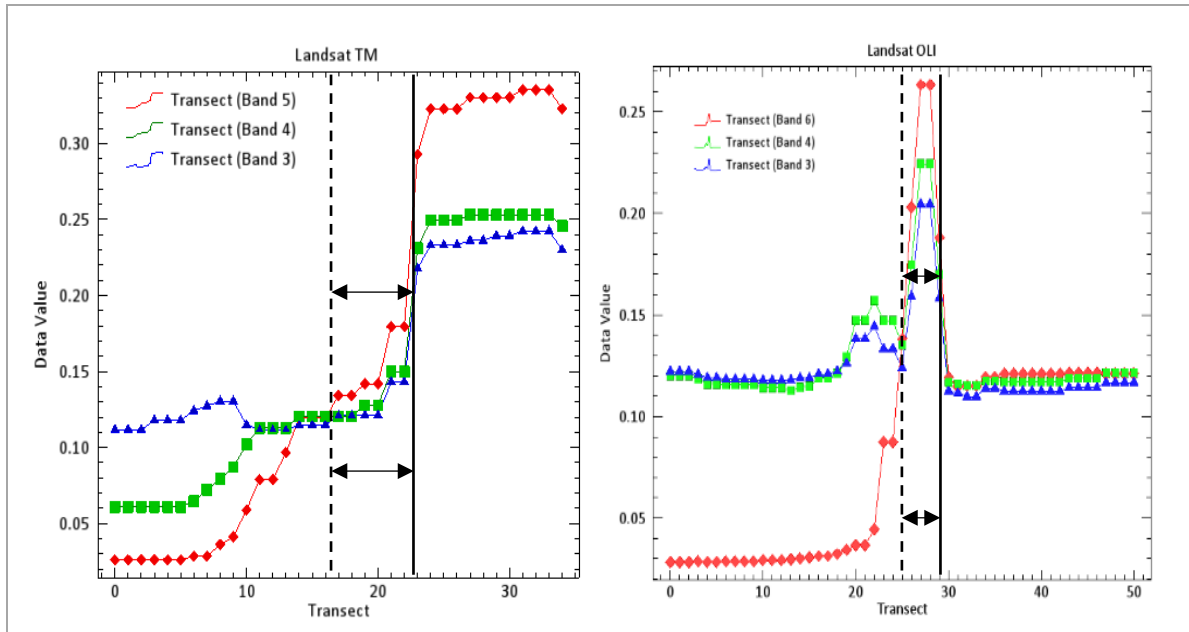 Landsat TM
Transect (Band 5)
Transect (Band 4)
Transect (Band 3)
Data Value
0.30
0.25
0.20
0.15
0.10
0.05
0
10
20
30
Transect
Landsat OLI
Transect (Band 6)
Transect (Band 4)
Transect (Band 3)
Data Value
0.25
0.20
0.15
0.10
0.05
0
10
20
30
40
50
Transect